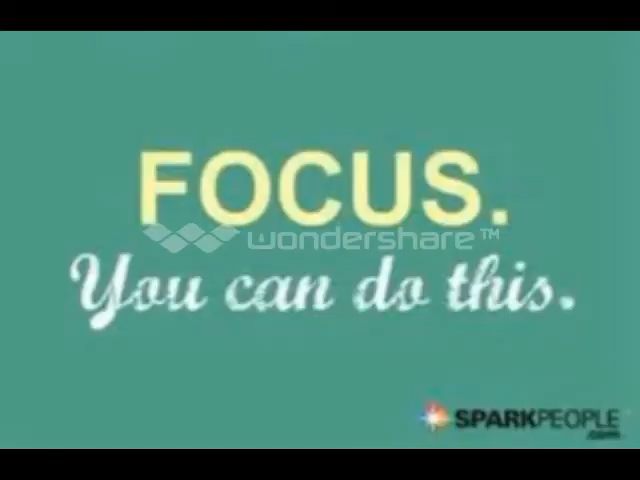 FOCUS.
wondershare™
You can do this.
SPARKPEOPLE
.com